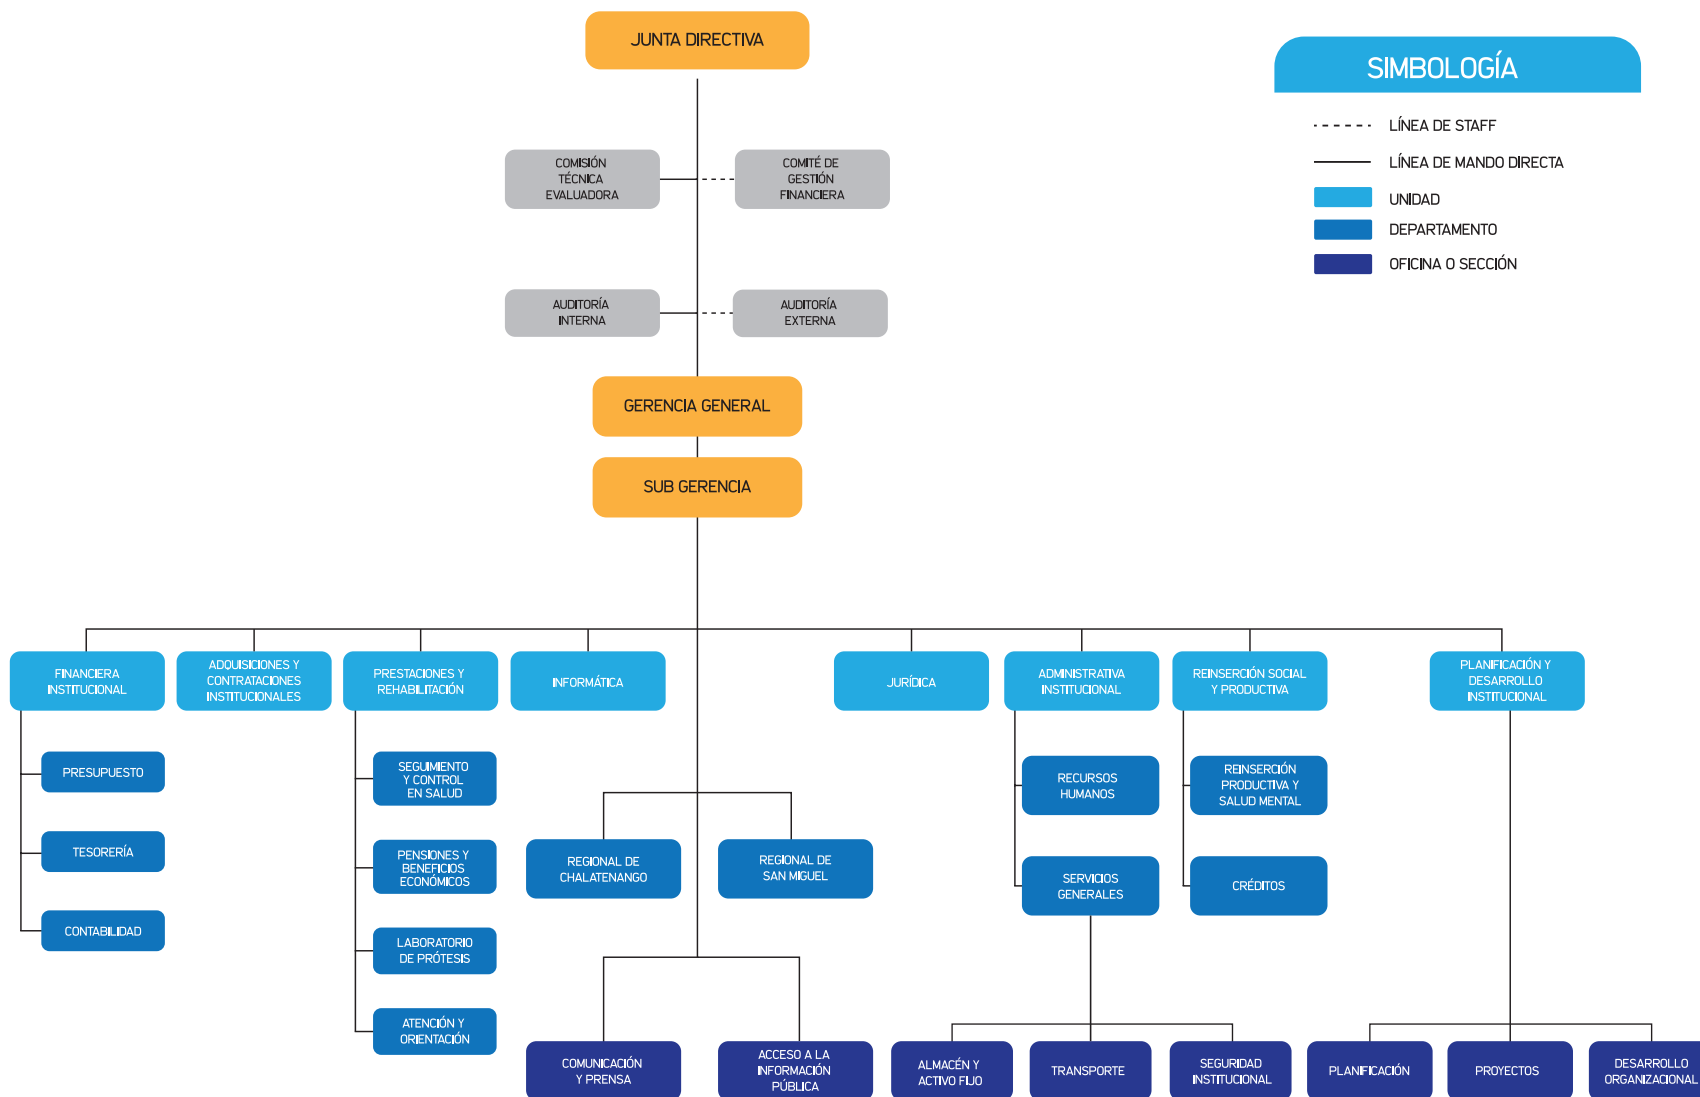 JUNTA DIRECTIVA
SIMBOLOGÍA
LÍNEA DE STAFF
LÍNEA DE MANDO DIRECTA
UNIDAD
DEPARTAMENTO
OFICINA O SECCIÓN
COMISIÓN
TÉCNICA
EVALUADORA
COMITÉ DE
GESTIÓN
FINANCIERA
AUDITORÍA
INTERNA
AUDITORÍA
EXTERNA
GERENCIA GENERAL
SUB GERENCIA
FINANCIERA
INSTITUCIONAL
ADQUISICIONES Y
CONTRATACIONES
INSTITUCIONALES
PRESTACIONES Y
REHABILITACIÓN
INFORMÁTICA
JURÍDICA
ADMINISTRATIVA
INSTITUCIONAL
REINSERCIÓN SOCIAL
Y PRODUCTIVA
PLANIFICACIÓN Y
DESARROLLO
INSTITUCIONAL
PRESUPUESTO
TESORERÍA
CONTABILIDAD
SEGUIMIENTO
Y CONTROL
EN SALUD
PENSIONES Y
BENEFICIOS
ECONÓMICOS
LABORATORIO
DE PRÓTESIS
ATENCIÓN Y
ORIENTACIÓN
REGIONAL DE
CHALATENANGO
REGIONAL DE
SAN MIGUEL
RECURSOS
HUMANOS
SERVICIOS
GENERALES
REINSERCIÓN
PRODUCTIVA Y
SALUD MENTAL
CRÉDITOS
COMUNICACIÓN
Y PRENSA
ACCESO A LA
INFORMACIÓN
PÚBLICA
ALMACÉN Y
ACTIVO FIJO
TRANSPORTE
SEGURIDAD
INSTITUCIONAL
PLANIFICACIÓN
PROYECTOS
DESARROLLO
ORGANIZACIONAL